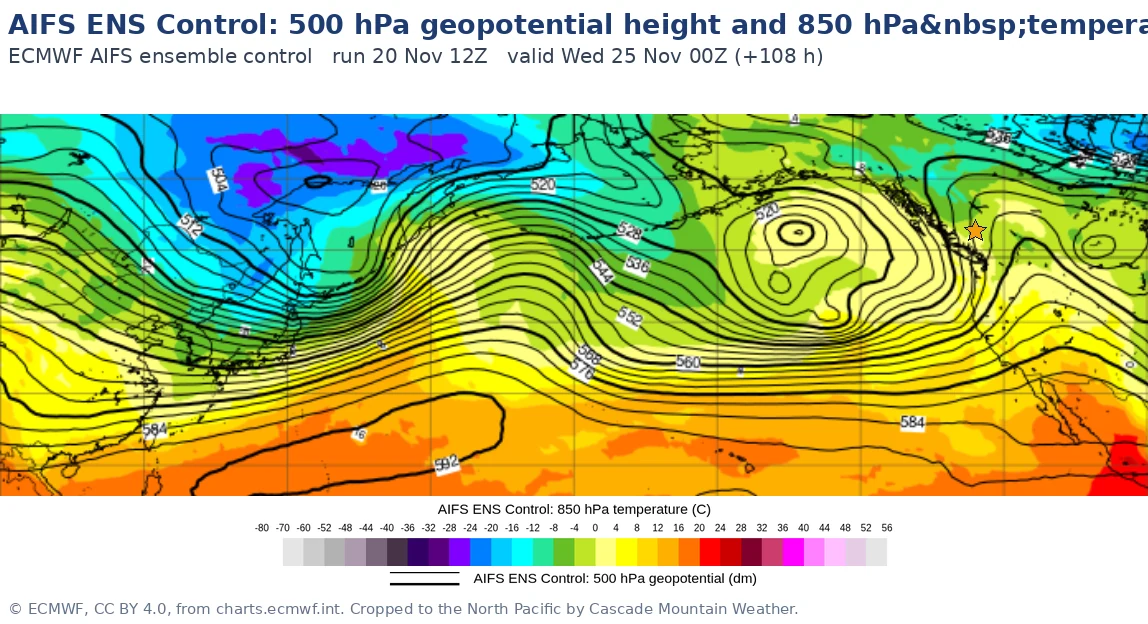 AIFS ENS Control: 500 hPa geopotential height and 850 hPa&nbsp;tempera
ECMWF AIFS ensemble control run 20 Nov 12Z valid Wed 25 Nov 00Z (+108 h)
4
536
504
520
520
512
528
536
544
552
568
576
560
584
584
16
592
AIFS ENS Control: 850 hPa temperature (C)
-80 -70 -60 -52 -48 -44 -40 -36 -32 -28 -24 -20 -16 -12 -8 -4 0 4 8 12 16 20 24 28 32 36 40 44 48 52 56
AIFS ENS Control: 500 hPa geopotential (dm)
© ECMWF, CC BY 4.0, from charts.ecmwf.int. Cropped to the North Pacific by Cascade Mountain Weather.